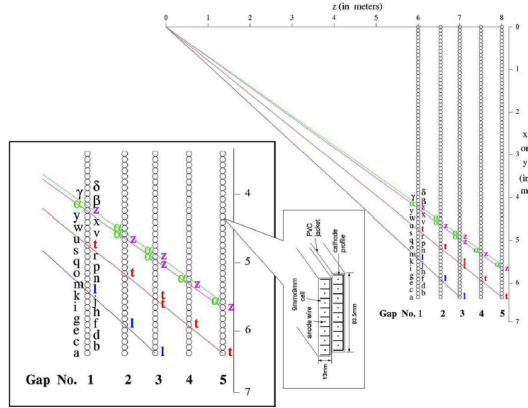 z (in meters)
0 1 2 3 4 5 6 7 8
0
1
2
3
4
5
6
7
x
or
y
(in
m
γ
α
y
w
u
s
q
o
m
k
i
g
e
c
a
δ
β
z
x
v
t
r
p
n
l
j
h
f
d
b
z
α
z
α
z
α
z
t
t
t
t
l
l
Gap No. 1 2 3 4 5
4
5
6
7
γ
α
y
w
u
s
q
o
m
k
i
g
e
c
a
δ
β
z
x
v
t
r
p
n
l
j
h
f
d
b
z
α
z
z
α
z
α
z
t
t
t
t
t
l
l
Gap No. 1 2 3 4 5
PVC
jacket
cathode
profile
9mmx9mm
cell
anode wire
13mm